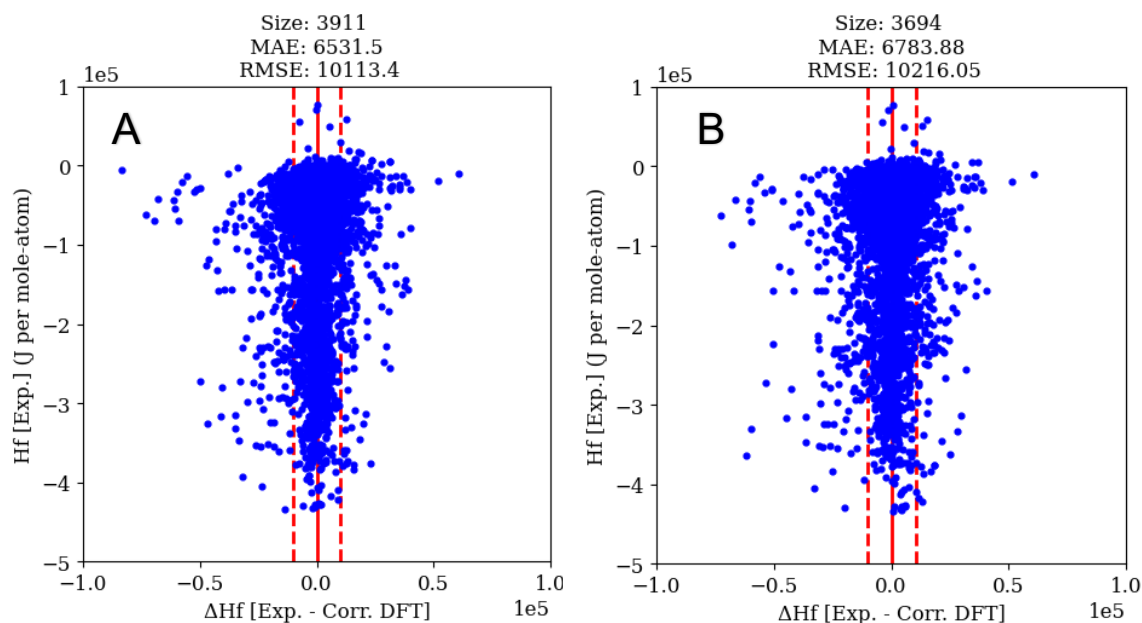 Size: 3911
MAE: 6531.5
RMSE: 10113.4
1e5
A
1
0
−1
−2
−3
−4
−5
Hf [Exp.] (J per mole-atom)
−1.0
−0.5
0.0
0.5
1.0
1e5
ΔHf [Exp. - Corr. DFT]
Size: 3694
MAE: 6783.88
RMSE: 10216.05
1e5
B
1
0
−1
−2
−3
−4
−5
Hf [Exp.] (J per mole-atom)
−1.0
−0.5
0.0
0.5
1.0
1e5
ΔHf [Exp. - Corr. DFT]